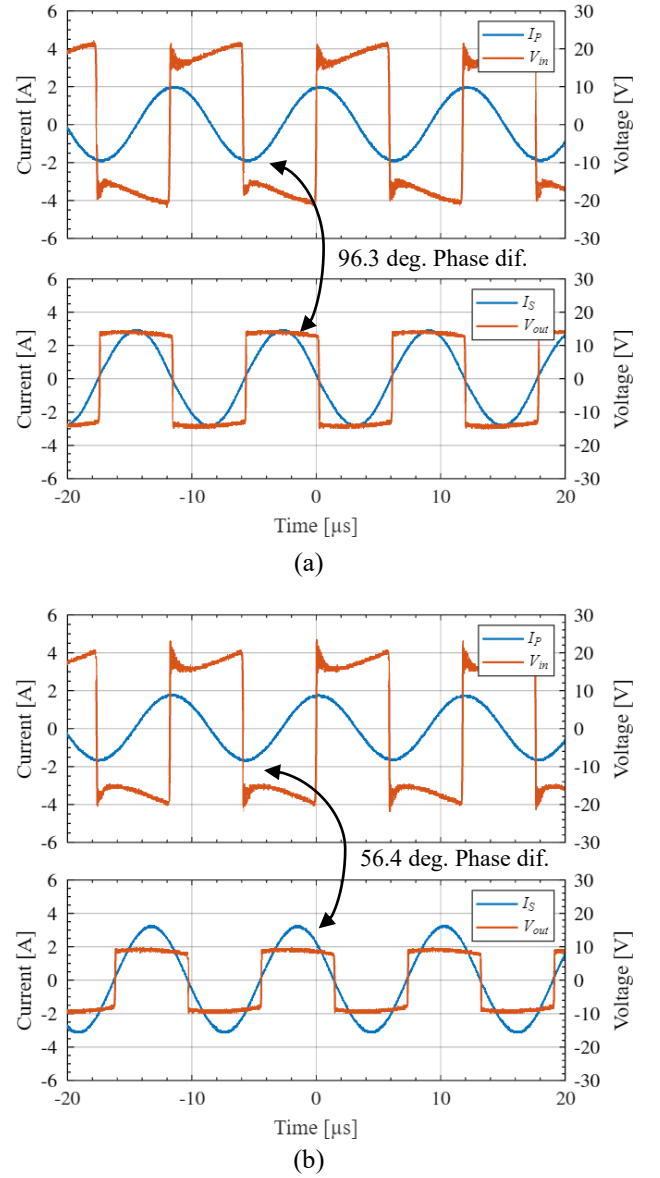 6
4
2
0
-2
-4
-6
Current [A]
30
20
10
0
-10
-20
-30
Voltage [V]
I_P
V_in
96.3 deg. Phase dif.
6
4
2
0
-2
-4
-6
Current [A]
30
20
10
0
-10
-20
-30
Voltage [V]
I_S
V_out
-20 -10 0 10 20
Time [µs]
(a)
6
4
2
0
-2
-4
-6
Current [A]
30
20
10
0
-10
-20
-30
Voltage [V]
I_P
V_in
56.4 deg. Phase dif.
6
4
2
0
-2
-4
-6
Current [A]
30
20
10
0
-10
-20
-30
Voltage [V]
I_S
V_out
-20 -10 0 10 20
Time [µs]
(b)